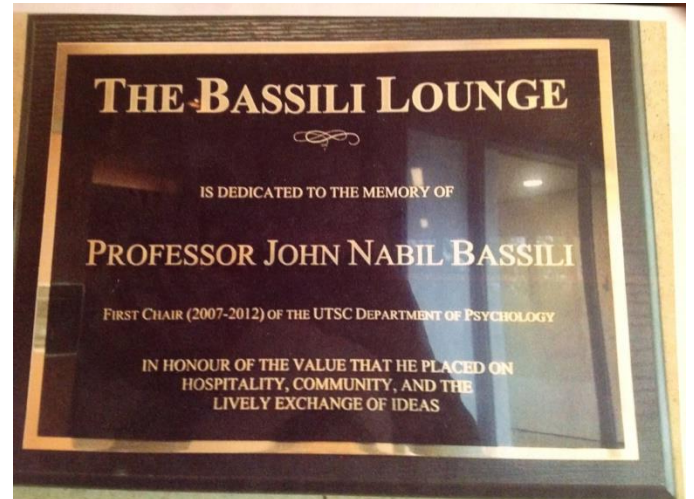 THE BASSILI LOUNGE
IS DEDICATED TO THE MEMORY OF
PROFESSOR JOHN NABIL BASSILI
FIRST CHAIR (2007-2012) OF THE UTSC DEPARTMENT OF PSYCHOLOGY
IN HONOUR OF THE VALUE THAT HE PLACED ON
HOSPITALITY, COMMUNITY, AND THE
LIVELY EXCHANGE OF IDEAS